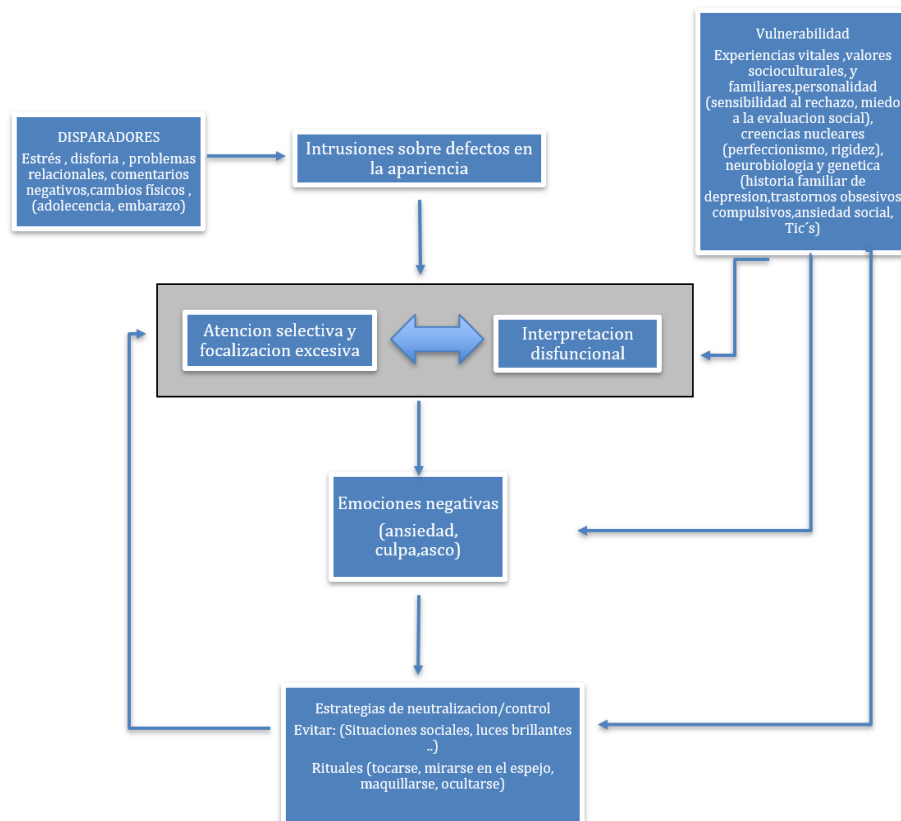 DISPARADORES
Estrés , disforia , problemas
relacionales, comentarios
negativos,cambios físicos ,
(adolecencia, embarazo)
Intrusiones sobre defectos en
la apariencia
Vulnerabilidad
Experiencias vitales ,valores
socioculturales, y
familiares,personalidad
(sensibilidad al rechazo, miedo
a la evaluacion social),
creencias nucleares
(perfeccionismo, rigidez),
neurobiologia y genetica
(historia familiar de
depresion,trastornos obsesivos
compulsivos,ansiedad social,
Tic´s)
Atencion selectiva y
focalizacion excesiva
Interpretacion
disfuncional
Emociones negativas
(ansiedad,
culpa,asco)
Estrategias de neutralizacion/control
Evitar: (Situaciones sociales, luces brillantes
..)
Rituales (tocarse, mirarse en el espejo,
maquillarse, ocultarse)